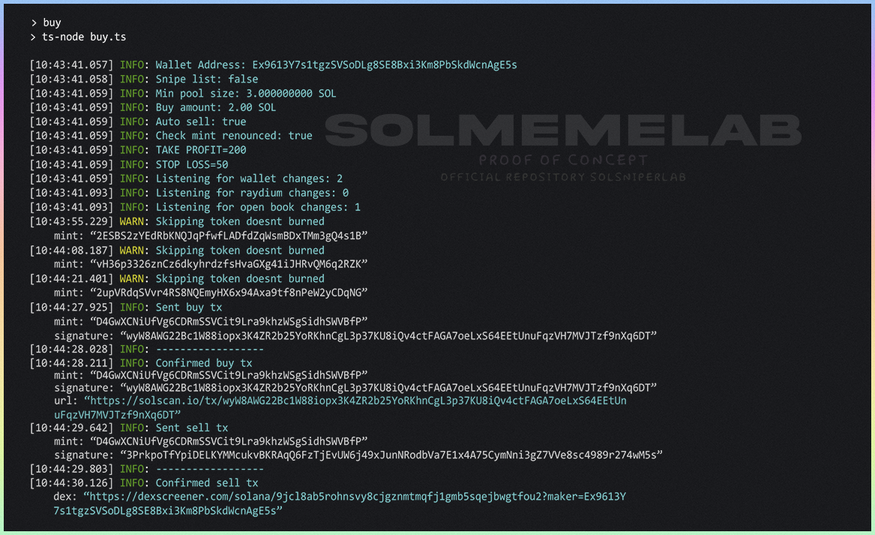 > buy
> ts-node buy.ts
[10:43:41.057] INFO: Wallet Address: Ex9613Y7s1tgzSVSoDLg8SE8Bxi3Km8PbSkdWcnAgE5s
[10:43:41.058] INFO: Snipe list: false
[10:43:41.059] INFO: Min pool size: 3.000000000 SOL
[10:43:41.059] INFO: Buy amount: 2.00 SOL
[10:43:41.059] INFO: Auto sell: true
[10:43:41.059] INFO: Check mint renounced: true
[10:43:41.059] INFO: TAKE PROFIT=200
[10:43:41.059] INFO: STOP LOSS=50
[10:43:41.059] INFO: Listening for wallet changes: 2
[10:43:41.093] INFO: Listening for raydium changes: 0
[10:43:41.093] INFO: Listening for open book changes: 1
SOLMEMELAB
PROOF OF CONCEPT
OFFICIAL REPOSITORY SOLSNIPERLAB
[10:43:55.229] WARN: Skipping token doesnt burned
mint: “2ESBS2zYEdRbKNQJqPfwfLADfdZqWsmBDxTMm3gQ4s1B”
[10:44:08.187] WARN: Skipping token doesnt burned
mint: “vH36p3326znCz6dkyhrdzfsHvaGXg41iJHRvQM6q2RZK”
[10:44:21.401] WARN: Skipping token doesnt burned
mint: “2upVRdqSVvr4RS8NQEmyHX6x94Axa9tf8nPeW2yCDqNG”
[10:44:27.925] INFO: Sent buy tx
mint: “D4GwXCNiUfVg6CDRmSSVCit9Lra9khzWSgSidhSWVBfP”
signature: “wyW8AWG22Bc1W88iopx3K4ZR2b25YoRKhnCgL3p37KU8iQv4ctFAGA7oeLxS64EEtUnuFqzVH7MVJTzf9nXq6DT”
[10:44:28.028] INFO: ------------------
[10:44:28.211] INFO: Confirmed buy tx
mint: “D4GwXCNiUfVg6CDRmSSVCit9Lra9khzWSgSidhSWVBfP”
signature: “wyW8AWG22Bc1W88iopx3K4ZR2b25YoRKhnCgL3p37KU8iQv4ctFAGA7oeLxS64EEtUnuFqzVH7MVJTzf9nXq6DT”
url: “https://solscan.io/tx/wyW8AWG22Bc1W88iopx3K4ZR2b25YoRKhnCgL3p37KU8iQv4ctFAGA7oeLxS64EEtUn
uFqzVH7MVJTzf9nXq6DT”
[10:44:29.642] INFO: Sent sell tx
mint: “D4GwXCNiUfVg6CDRmSSVCit9Lra9khzWSgSidhSWVBfP”
signature: “3PrkpoTfYpiDELKYMMcukvBKRAqQ6FzTjEvUW6j49xJunNRodbVa7E1x4A75CymNni3gZ7VVe8sc4989r274wM5s”
[10:44:29.803] INFO: ------------------
[10:44:30.126] INFO: Confirmed sell tx
dex: “https://dexscreener.com/solana/9jcl8ab5rohnsvy8cjgznmtmqfj1gmb5sqejbwgtfou2?maker=Ex9613Y
7s1tgzSVSoDLg8SE8Bxi3Km8PbSkdWcnAgE5s”